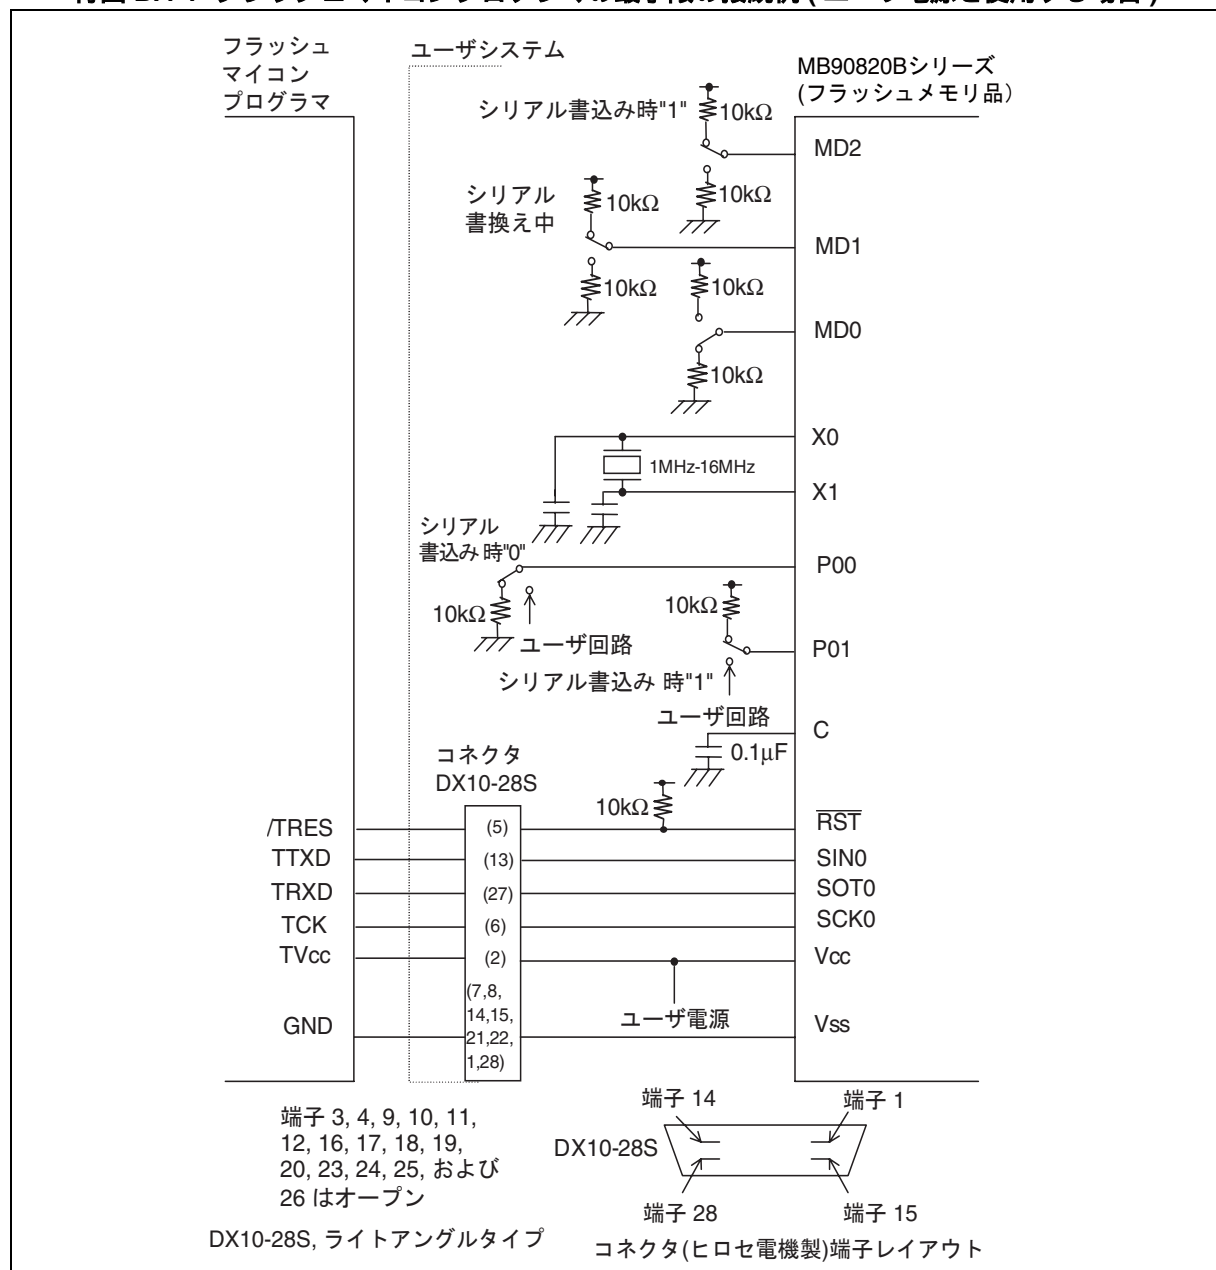 フラッシュ
マイコン
プログラマ
ユーザシステム
MB90820Bシリーズ
(フラッシュメモリ品)
シリアル書込み時"1"
10kΩ
MD2
10kΩ
シリアル
書換え中
10kΩ
MD1
10kΩ
10kΩ
MD0
10kΩ
X0
1MHz-16MHz
X1
シリアル
書込み 時"0"
P00
10kΩ
ユーザ回路
10kΩ
P01
シリアル書込み 時"1"
ユーザ回路
C
0.1µF
コネクタ
DX10-28S
10kΩ
/TRES
(5)
RST
TTXD
(13)
SIN0
TRXD
(27)
SOT0
TCK
(6)
SCK0
TVcc
(2)
Vcc
(7,8,
14,15,
21,22,
1,28)
GND
ユーザ電源
Vss
端子 3, 4, 9, 10, 11,
12, 16, 17, 18, 19,
20, 23, 24, 25, および
26 はオープン
DX10-28S, ライトアングルタイプ
端子 14
端子 1
DX10-28S
端子 28
端子 15
コネクタ(ヒロセ電機製)端子レイアウト